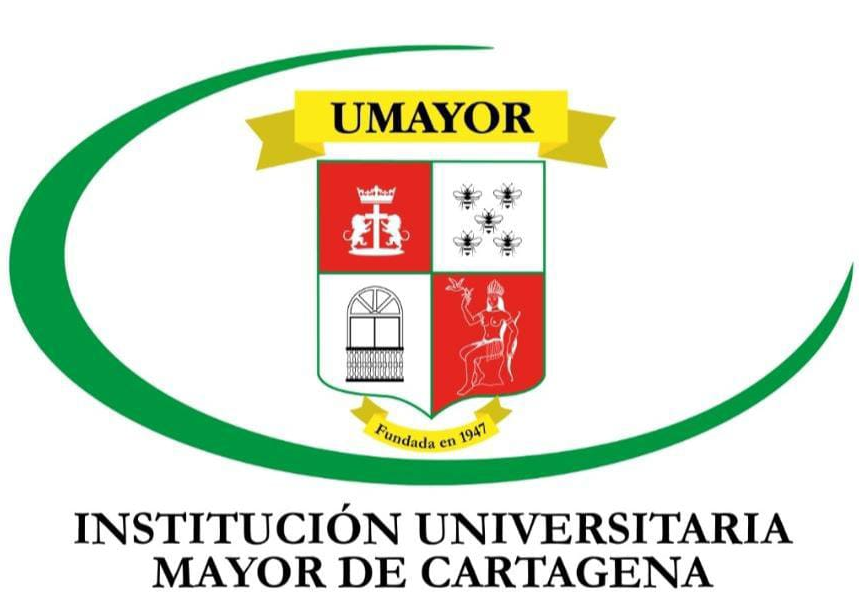 UMAYOR
Fundada en 1947
INSTITUCIÓN UNIVERSITARIA
MAYOR DE CARTAGENA